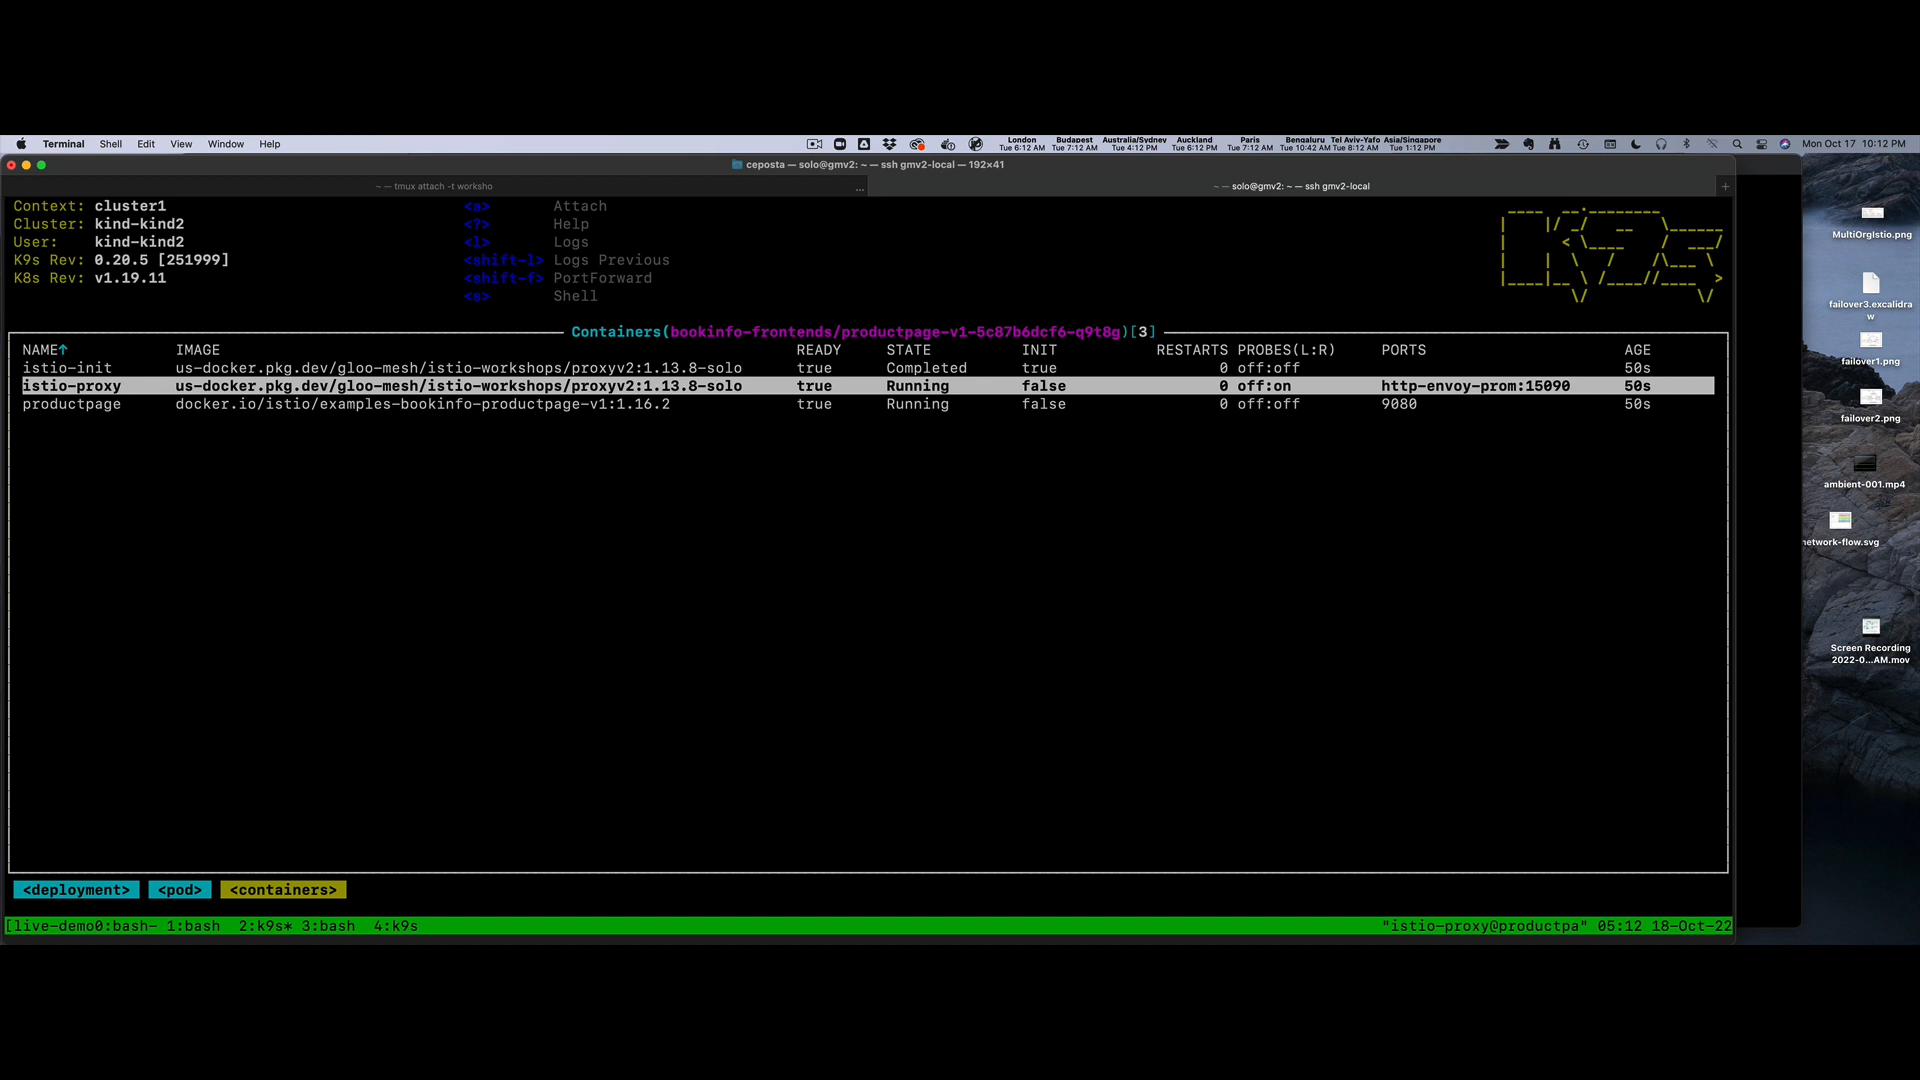 Terminal Shell Edit View Window Help
London Tue 6:12 AM Budapest Tue 7:12 AM Australia/Sydney Tue 4:12 PM Auckland Tue 6:12 PM Paris Tue 7:12 AM Bengaluru Tue 10:42 AM Tel Aviv-Yafo Tue 8:12 AM Asia/Singapore Tue 1:12 PM
Mon Oct 17 10:12 PM
ceposta — solo@gmv2: ~ — ssh gmv2-local — 192×41
~ — tmux attach -t worksho ...
~ — solo@gmv2: ~ — ssh gmv2-local +
Context: cluster1 <a> Attach
Cluster: kind-kind2 <?> Help
User: kind-kind2 <l> Logs
K9s Rev: 0.20.5 [251999] <shift-l> Logs Previous
K8s Rev: v1.19.11 <shift-f> PortForward
<s> Shell
Containers(bookinfo-frontends/productpage-v1-5c87b6dcf6-q9t8g)[3]
NAME↑ IMAGE READY STATE INIT RESTARTS PROBES(L:R) PORTS AGE
istio-init us-docker.pkg.dev/gloo-mesh/istio-workshops/proxyv2:1.13.8-solo true Completed true 0 off:off 50s
istio-proxy us-docker.pkg.dev/gloo-mesh/istio-workshops/proxyv2:1.13.8-solo true Running false 0 off:on http-envoy-prom:15090 50s
productpage docker.io/istio/examples-bookinfo-productpage-v1:1.16.2 true Running false 0 off:off 9080 50s
<deployment> <pod> <containers>
[live-demo0:bash- 1:bash 2:k9s* 3:bash 4:k9s "istio-proxy@productpa" 05:12 18-Oct-22
MultiOrgIstio.png
failover3.excalidra
w
failover1.png
failover2.png
ambient-001.mp4
network-flow.svg
Screen Recording
2022-0...AM.mov